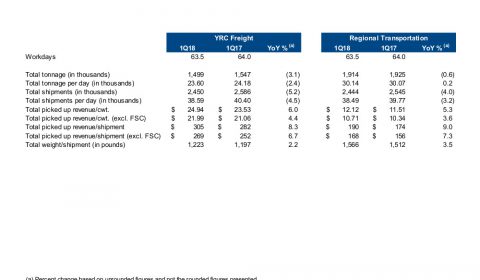 YRC Freight Regional Transportation
1Q18 1Q17 YoY % (a) 1Q18 1Q17 YoY % (a)
Workdays 63.5 64.0 63.5 64.0
Total tonnage (in thousands) 1,499 1,547 (3.1) 1,914 1,925 (0.6)
Total tonnage per day (in thousands) 23.60 24.18 (2.4) 30.14 30.07 0.2
Total shipments (in thousands) 2,450 2,586 (5.2) 2,444 2,545 (4.0)
Total shipments per day (in thousands) 38.59 40.40 (4.5) 38.49 39.77 (3.2)
Total picked up revenue/cwt. $ 24.94 $ 23.53 6.0 $ 12.12 $ 11.51 5.3
Total picked up revenue/cwt. (excl. FSC) $ 21.99 $ 21.06 4.4 $ 10.71 $ 10.34 3.6
Total picked up revenue/shipment $ 305 $ 282 8.3 $ 190 $ 174 9.0
Total picked up revenue/shipment (excl. FSC) $ 269 $ 252 6.7 $ 168 $ 156 7.3
Total weight/shipment (in pounds) 1,223 1,197 2.2 1,566 1,512 3.5
(a) Percent change based on unrounded figures and not the rounded figures presented